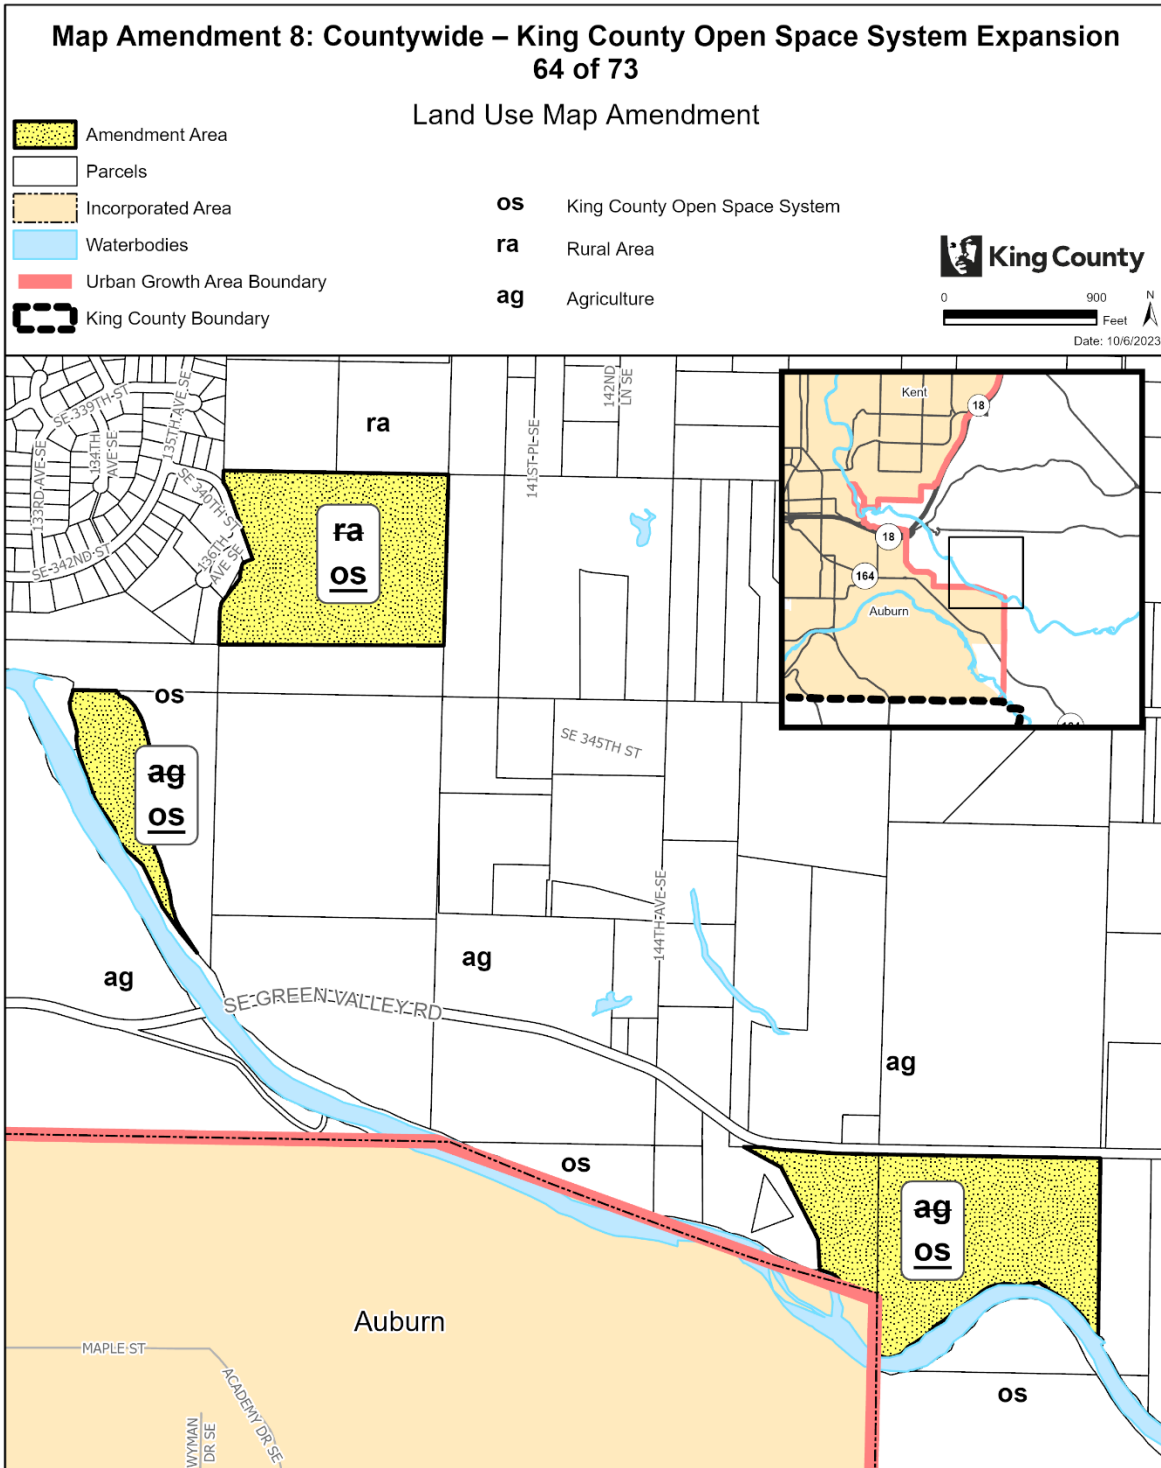 Map Amendment 8: Countywide – King County Open Space System Expansion
64 of 73
Land Use Map Amendment
Amendment Area
Parcels
Incorporated Area
Waterbodies
Urban Growth Area Boundary
King County Boundary
os King County Open Space System
ra Rural Area
ag Agriculture
King County
0 900
Feet
N
Date: 10/6/2023
SE 339TH ST
135TH AVE SE
134TH
AVE SE
133RD AVE SE
SE 340TH ST
136TH
AVE SE
SE 342ND ST
ra
ra
os
141ST PL SE
142ND
LN SE
Kent
18
18
164
Auburn
os
ag
os
SE 345TH ST
144TH AVE SE
ag
ag
SE GREEN VALLEY RD
ag
os
ag
os
Auburn
os
MAPLE ST
ACADEMY DR SE
WYMAN
DR SE